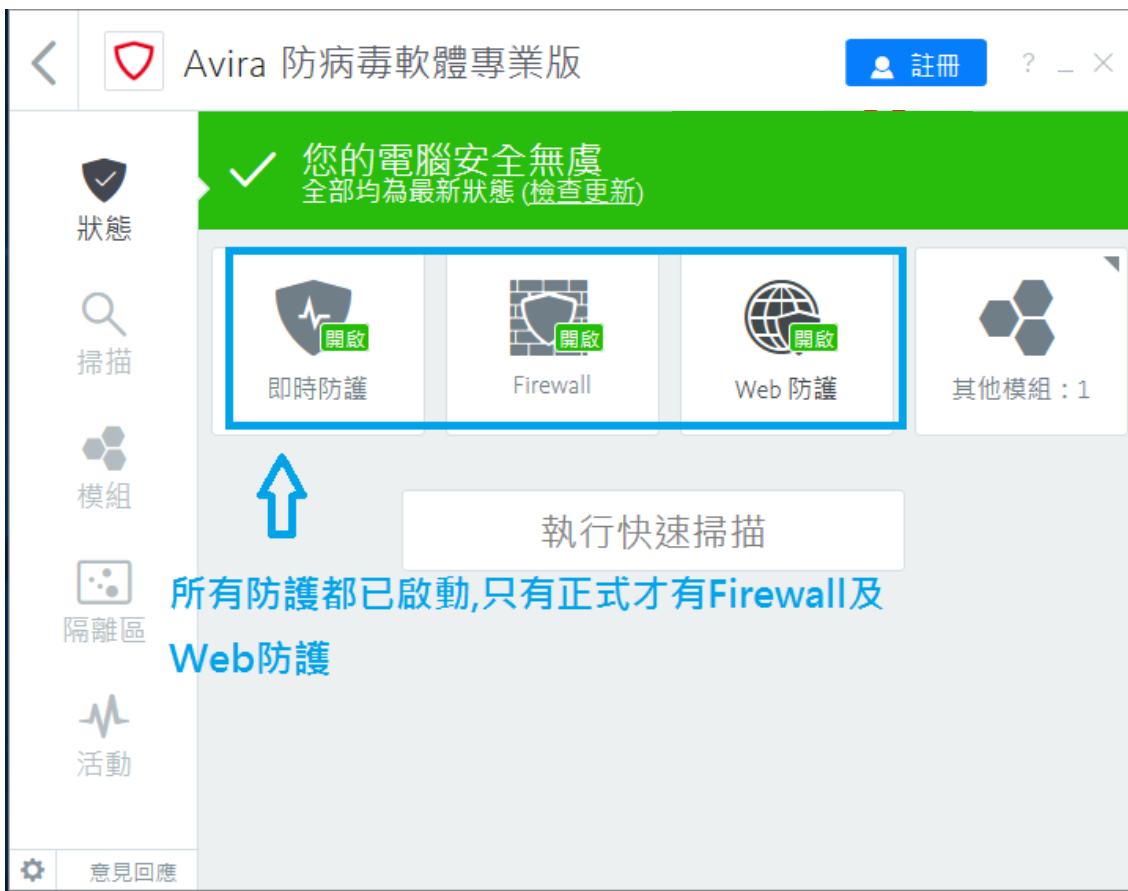 Avira 防病毒軟體專業版
註冊
? _ ×
您的電腦安全無虞
全部均為最新狀態 (檢查更新)
狀態
掃描
模組
隔離區
活動
開啟
即時防護
開啟
Firewall
開啟
Web 防護
其他模組：1
執行快速掃描
所有防護都已啟動,只有正式才有Firewall及
Web防護
意見回應